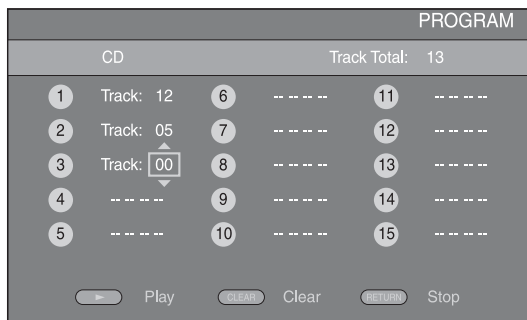 PROGRAM
CD Track Total: 13
1 Track: 12 6 -- -- -- -- 11 -- -- -- --
2 Track: 05 7 -- -- -- -- 12 -- -- -- --
3 Track: 00 8 -- -- -- -- 13 -- -- -- --
4 -- -- -- -- 9 -- -- -- -- 14 -- -- -- --
5 -- -- -- -- 10 -- -- -- -- 15 -- -- -- --
Play CLEAR Clear RETURN Stop